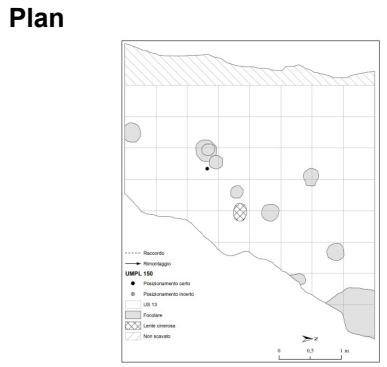 Plan
Raccordo
Rimontaggio
UMPL 150
Posizionamento certo
Posizionamento incerto
US 13
Focolare
Lente cinerosa
Non scavato
N
0 0,5 1 m